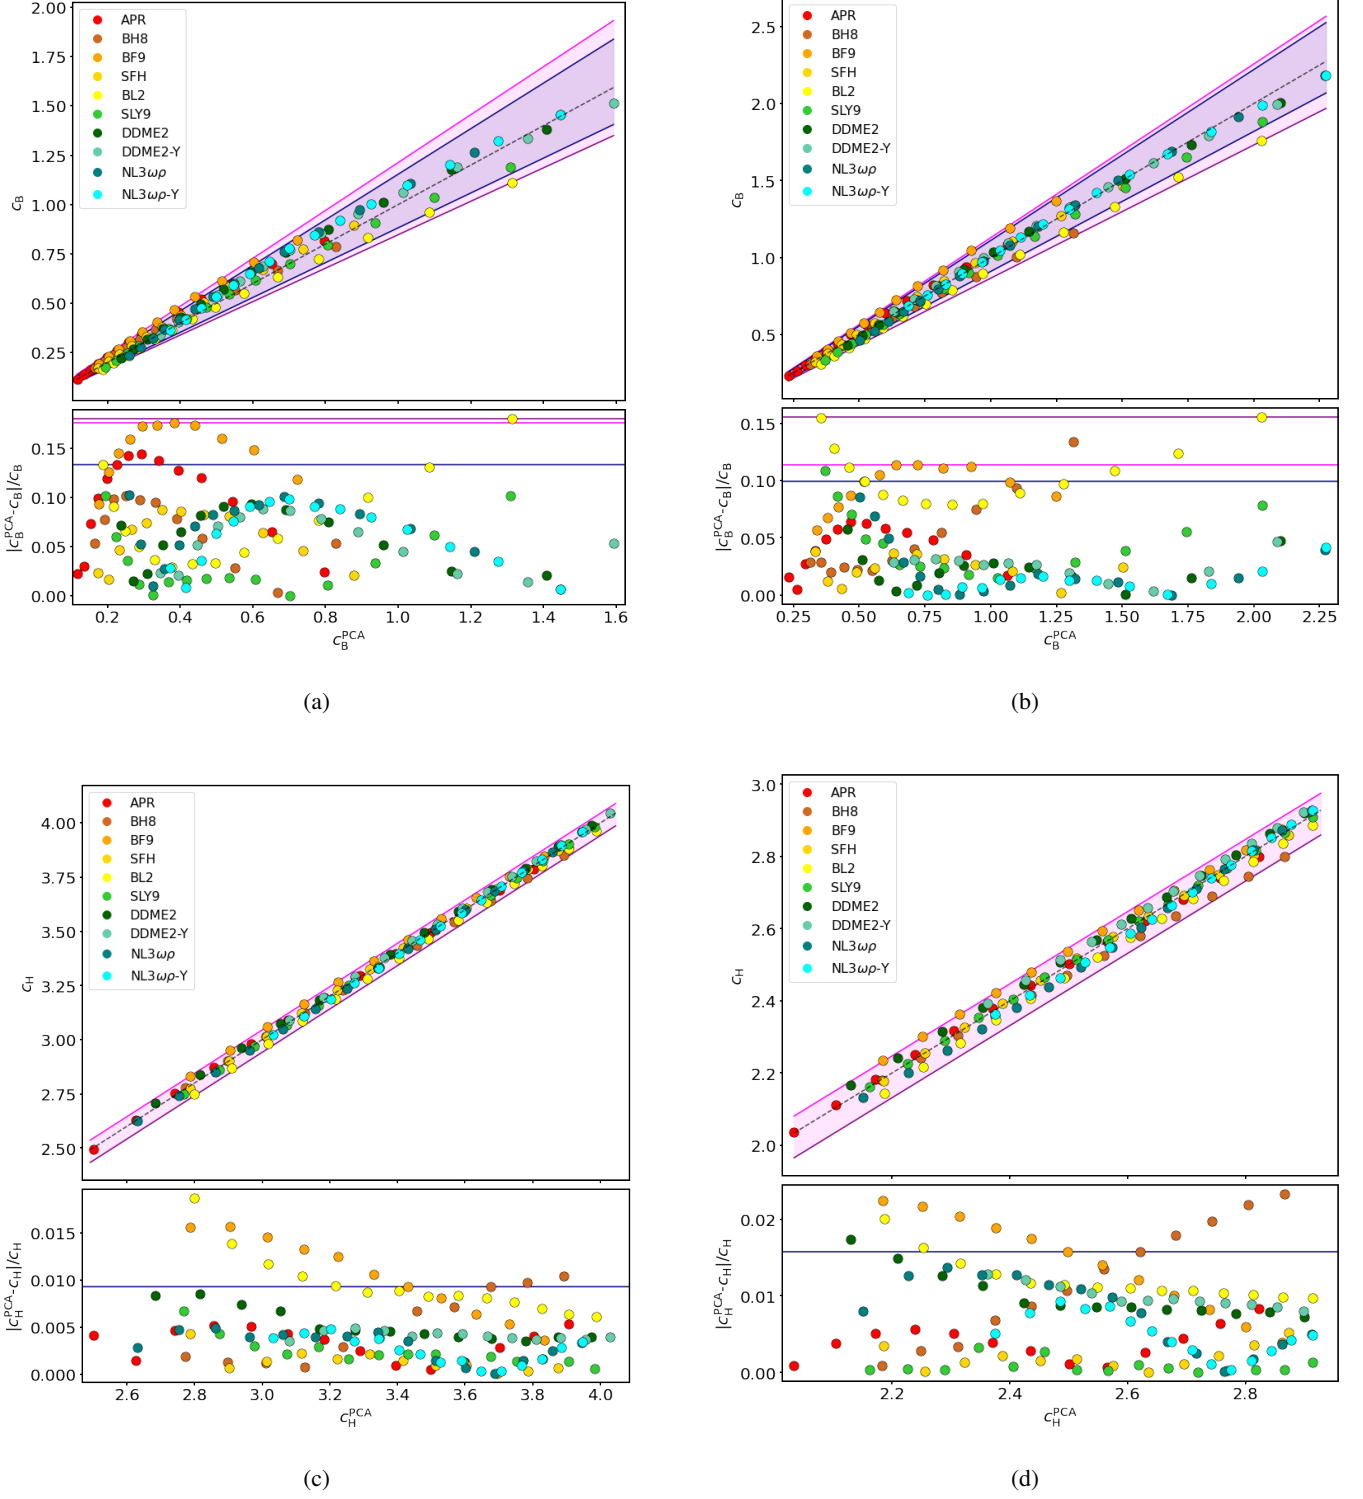 2.00
1.75
1.50
1.25
1.00
0.75
0.50
0.25
c_B
APR
BH8
BF9
SFH
BL2
SLY9
DDME2
DDME2-Y
NL3ωρ
NL3ωρ-Y
0.15
0.10
0.05
0.00
|c_B^PCA-c_B|/c_B
0.2 0.4 0.6 0.8 1.0 1.2 1.4 1.6
c_B^PCA
(a)
2.5
2.0
1.5
1.0
0.5
c_B
APR
BH8
BF9
SFH
BL2
SLY9
DDME2
DDME2-Y
NL3ωρ
NL3ωρ-Y
0.15
0.10
0.05
0.00
|c_B^PCA-c_B|/c_B
0.25 0.50 0.75 1.00 1.25 1.50 1.75 2.00 2.25
c_B^PCA
(b)
4.00
3.75
3.50
3.25
3.00
2.75
2.50
c_H
APR
BH8
BF9
SFH
BL2
SLY9
DDME2
DDME2-Y
NL3ωρ
NL3ωρ-Y
0.015
0.010
0.005
0.000
|c_H^PCA-c_H|/c_H
2.6 2.8 3.0 3.2 3.4 3.6 3.8 4.0
c_H^PCA
(c)
3.0
2.8
2.6
2.4
2.2
2.0
c_H
APR
BH8
BF9
SFH
BL2
SLY9
DDME2
DDME2-Y
NL3ωρ
NL3ωρ-Y
0.02
0.01
0.00
|c_H^PCA-c_H|/c_H
2.2 2.4 2.6 2.8
c_H^PCA
(d)